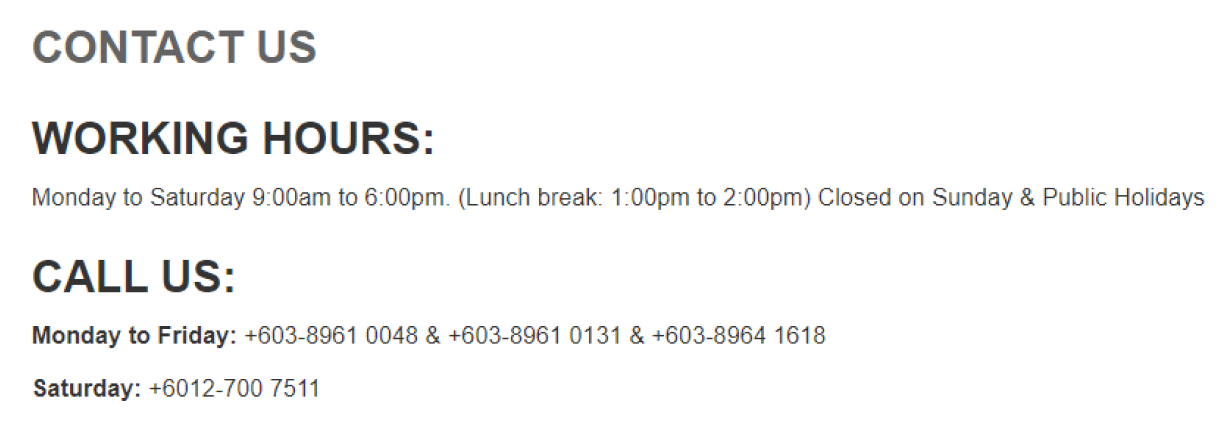 CONTACT US
WORKING HOURS:
Monday to Saturday 9:00am to 6:00pm. (Lunch break: 1:00pm to 2:00pm) Closed on Sunday & Public Holidays
CALL US:
Monday to Friday: +603-8961 0048 & +603-8961 0131 & +603-8964 1618
Saturday: +6012-700 7511